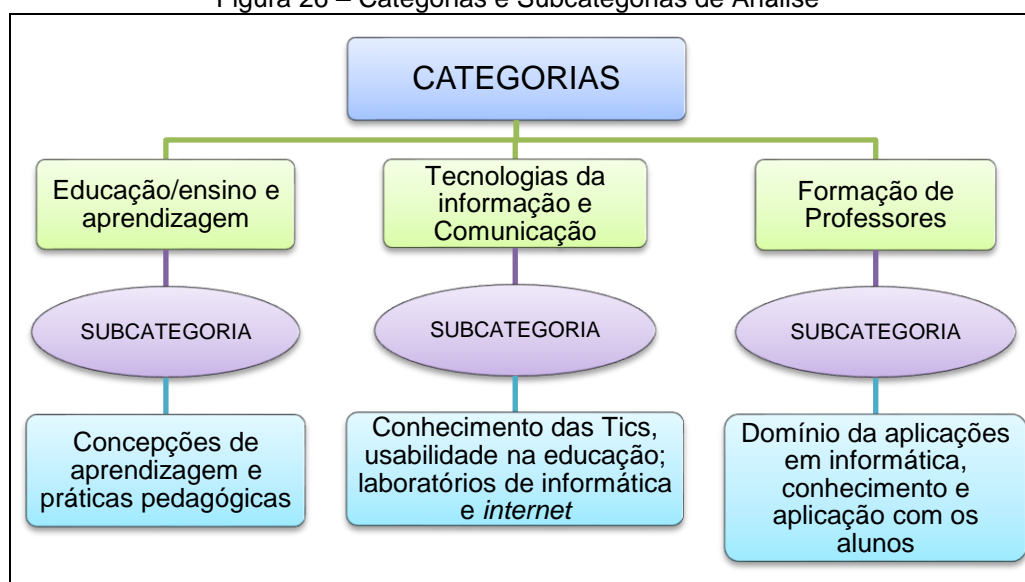 Figura 26 – Categorias e Subcategorias de Análise
CATEGORIAS
Educação/ensino e
aprendizagem
Tecnologias da
informação e
Comunicação
Formação de
Professores
SUBCATEGORIA
SUBCATEGORIA
SUBCATEGORIA
Concepções de
aprendizagem e
práticas pedagógicas
Conhecimento das Tics,
usabilidade na educação;
laboratórios de informática
e internet
Domínio da aplicações
em informática,
conhecimento e
aplicação com os
alunos